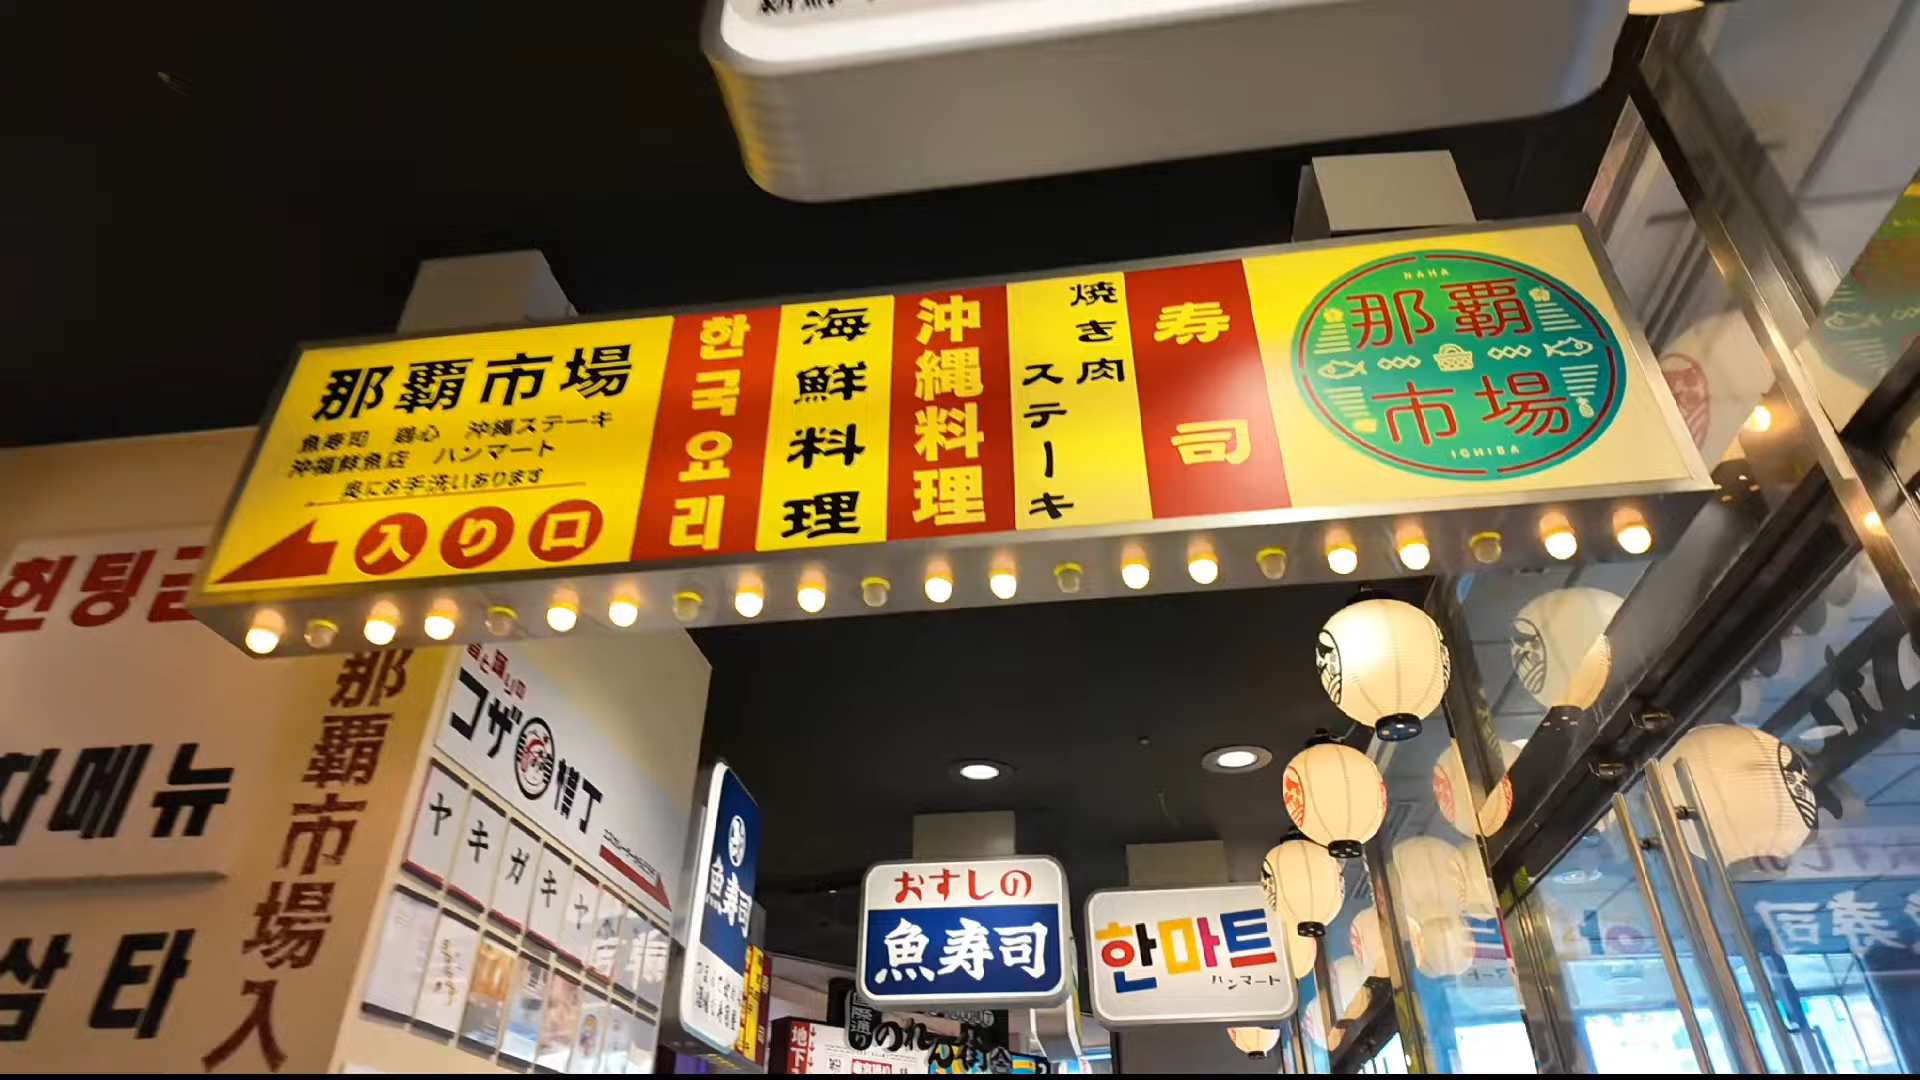 那覇市場
魚寿司 鶏心 沖縄ステーキ
沖縄鮮魚店 ハンマート
奥にお手洗いあります
入り口
한국요리
海鮮料理
沖縄料理
焼き肉
ステーキ
寿司
NAHA
那覇
市場
ICHIBA
헌팅
메뉴
삼타
那覇市場入
コザ横丁
ヤキガキヤ
魚寿司
おすしの
魚寿司
한마트
ハンマート
国際通り
のれん街
地下